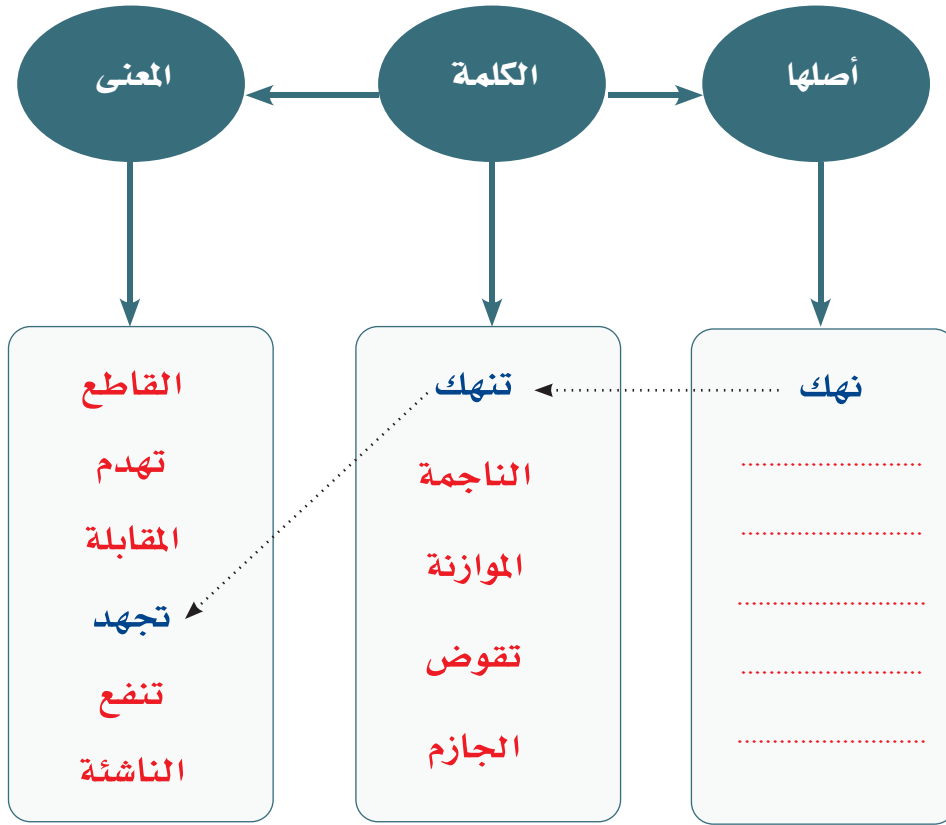 أصلها
الكلمة
المعنى
نهك
........................
........................
........................
........................
........................
تنهك
الناجمة
الموازنة
تقوض
الجازم
القاطع
تهدم
المقابلة
تجهد
تنفع
الناشئة